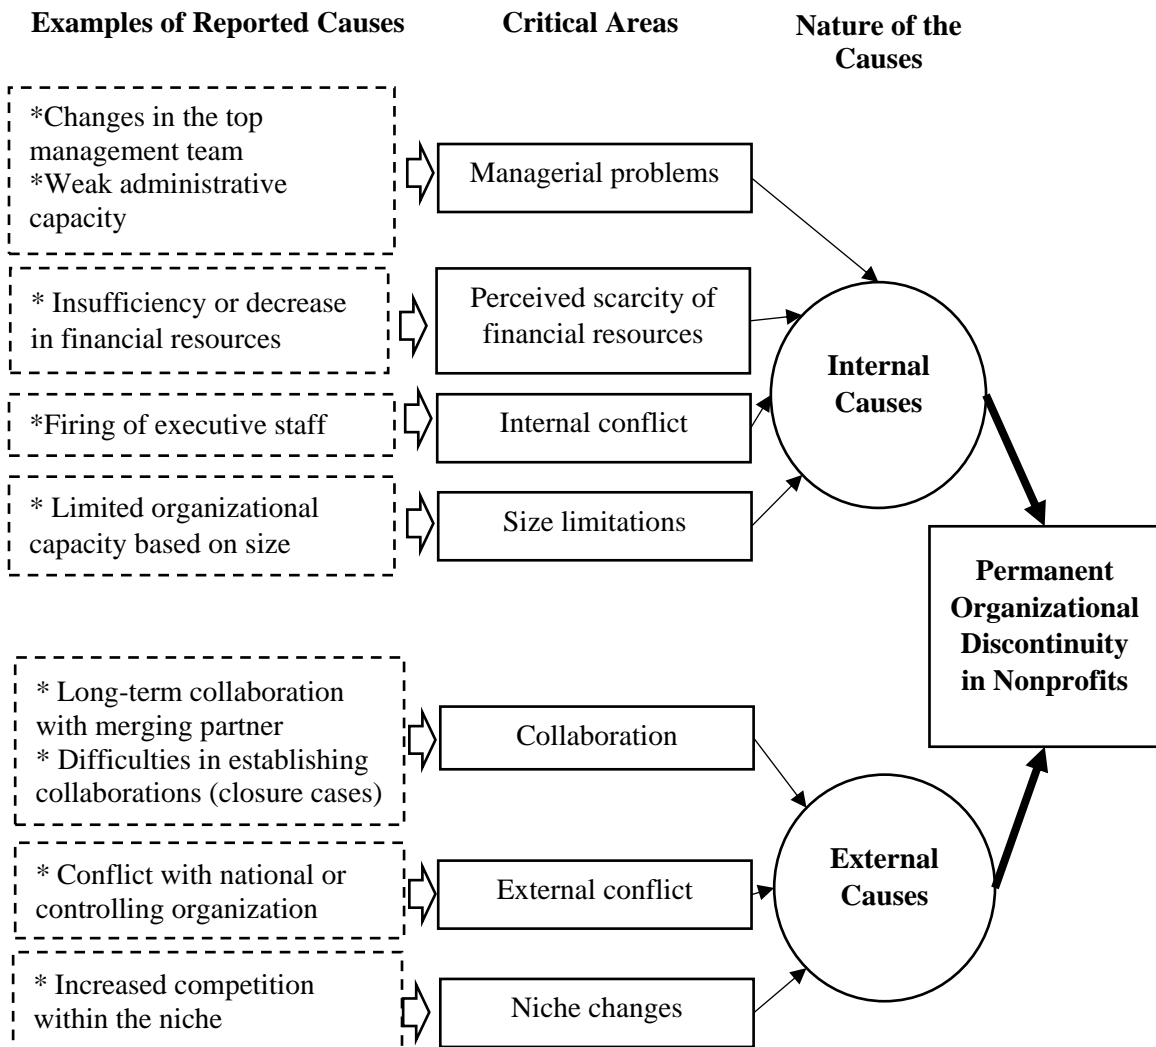 Examples of Reported Causes
Critical Areas
Nature of the
Causes
*Changes in the top
management team
*Weak administrative
capacity
Managerial problems
* Insufficiency or decrease
in financial resources
Perceived scarcity of
financial resources
*Firing of executive staff
Internal conflict
* Limited organizational
capacity based on size
Size limitations
Internal
Causes
Permanent
Organizational
Discontinuity
in Nonprofits
* Long-term collaboration
with merging partner
* Difficulties in establishing
collaborations (closure cases)
Collaboration
* Conflict with national or
controlling organization
External conflict
* Increased competition
within the niche
Niche changes
External
Causes